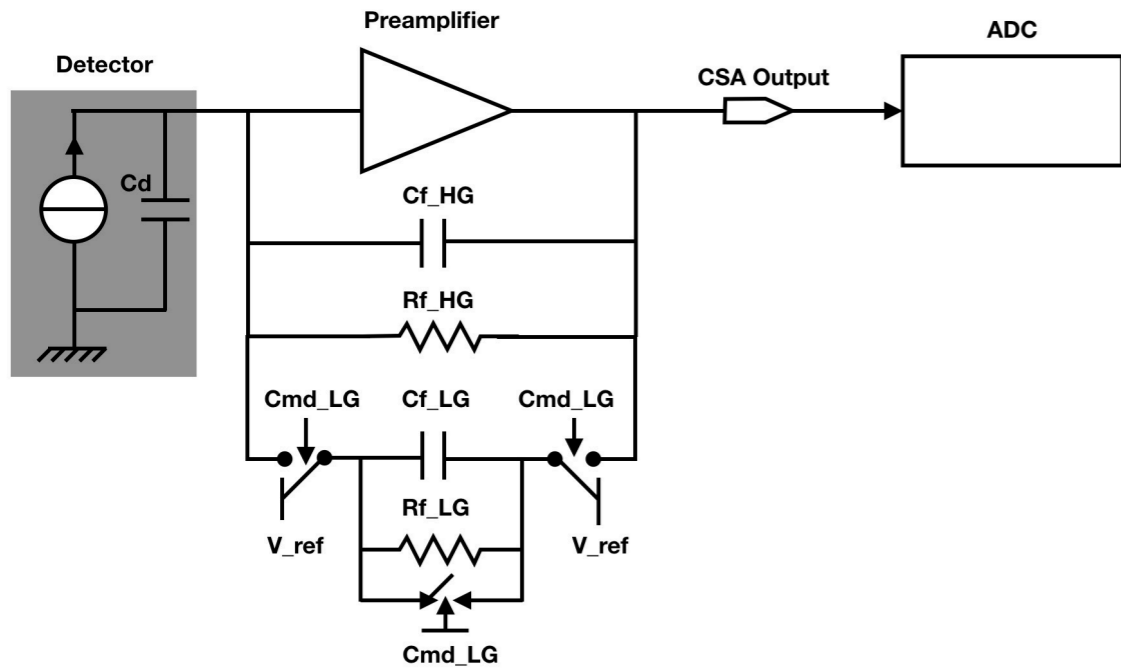 Preamplifier
ADC
Detector
CSA Output
Cd
Cf_HG
Rf_HG
Cmd_LG
Cf_LG
Cmd_LG
Rf_LG
V_ref
V_ref
Cmd_LG